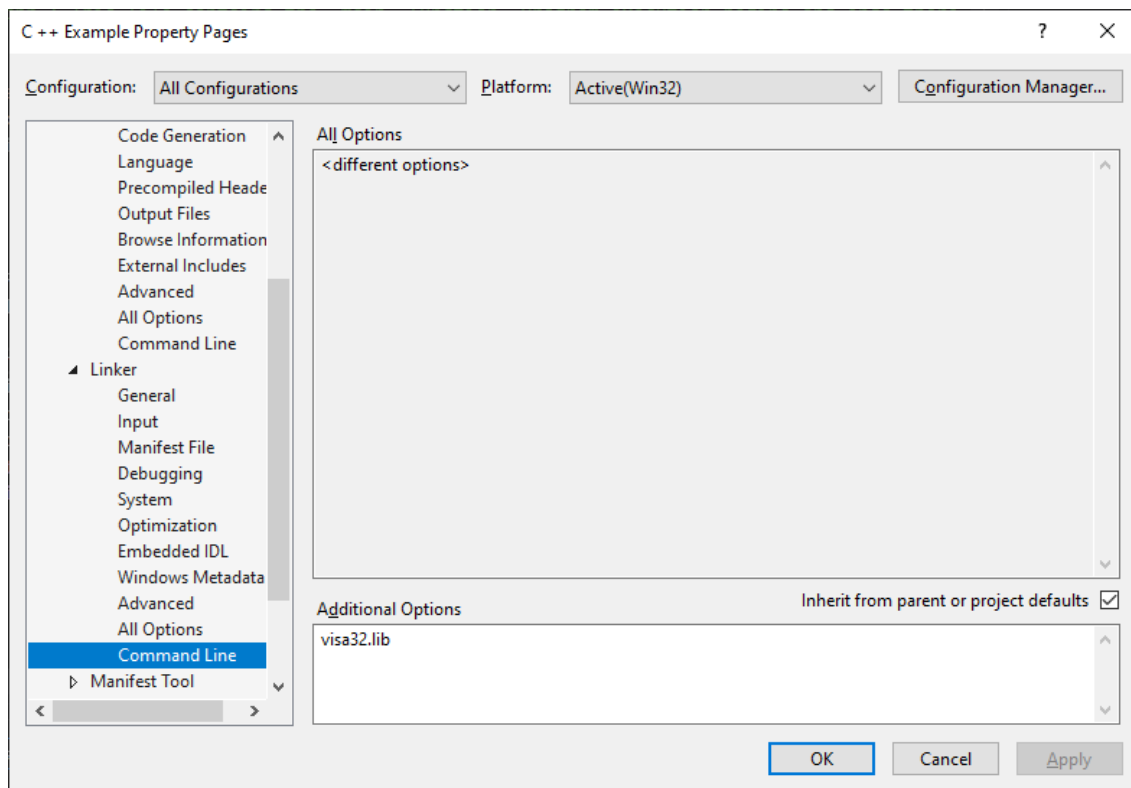 C ++ Example Property Pages
?
Configuration: All Configurations Platform: Active(Win32) Configuration Manager...
Code Generation
Language
Precompiled Heade
Output Files
Browse Information
External Includes
Advanced
All Options
Command Line
Linker
General
Input
Manifest File
Debugging
System
Optimization
Embedded IDL
Windows Metadata
Advanced
All Options
Command Line
Manifest Tool
All Options
<different options>
Additional Options
Inherit from parent or project defaults
visa32.lib
OK Cancel Apply